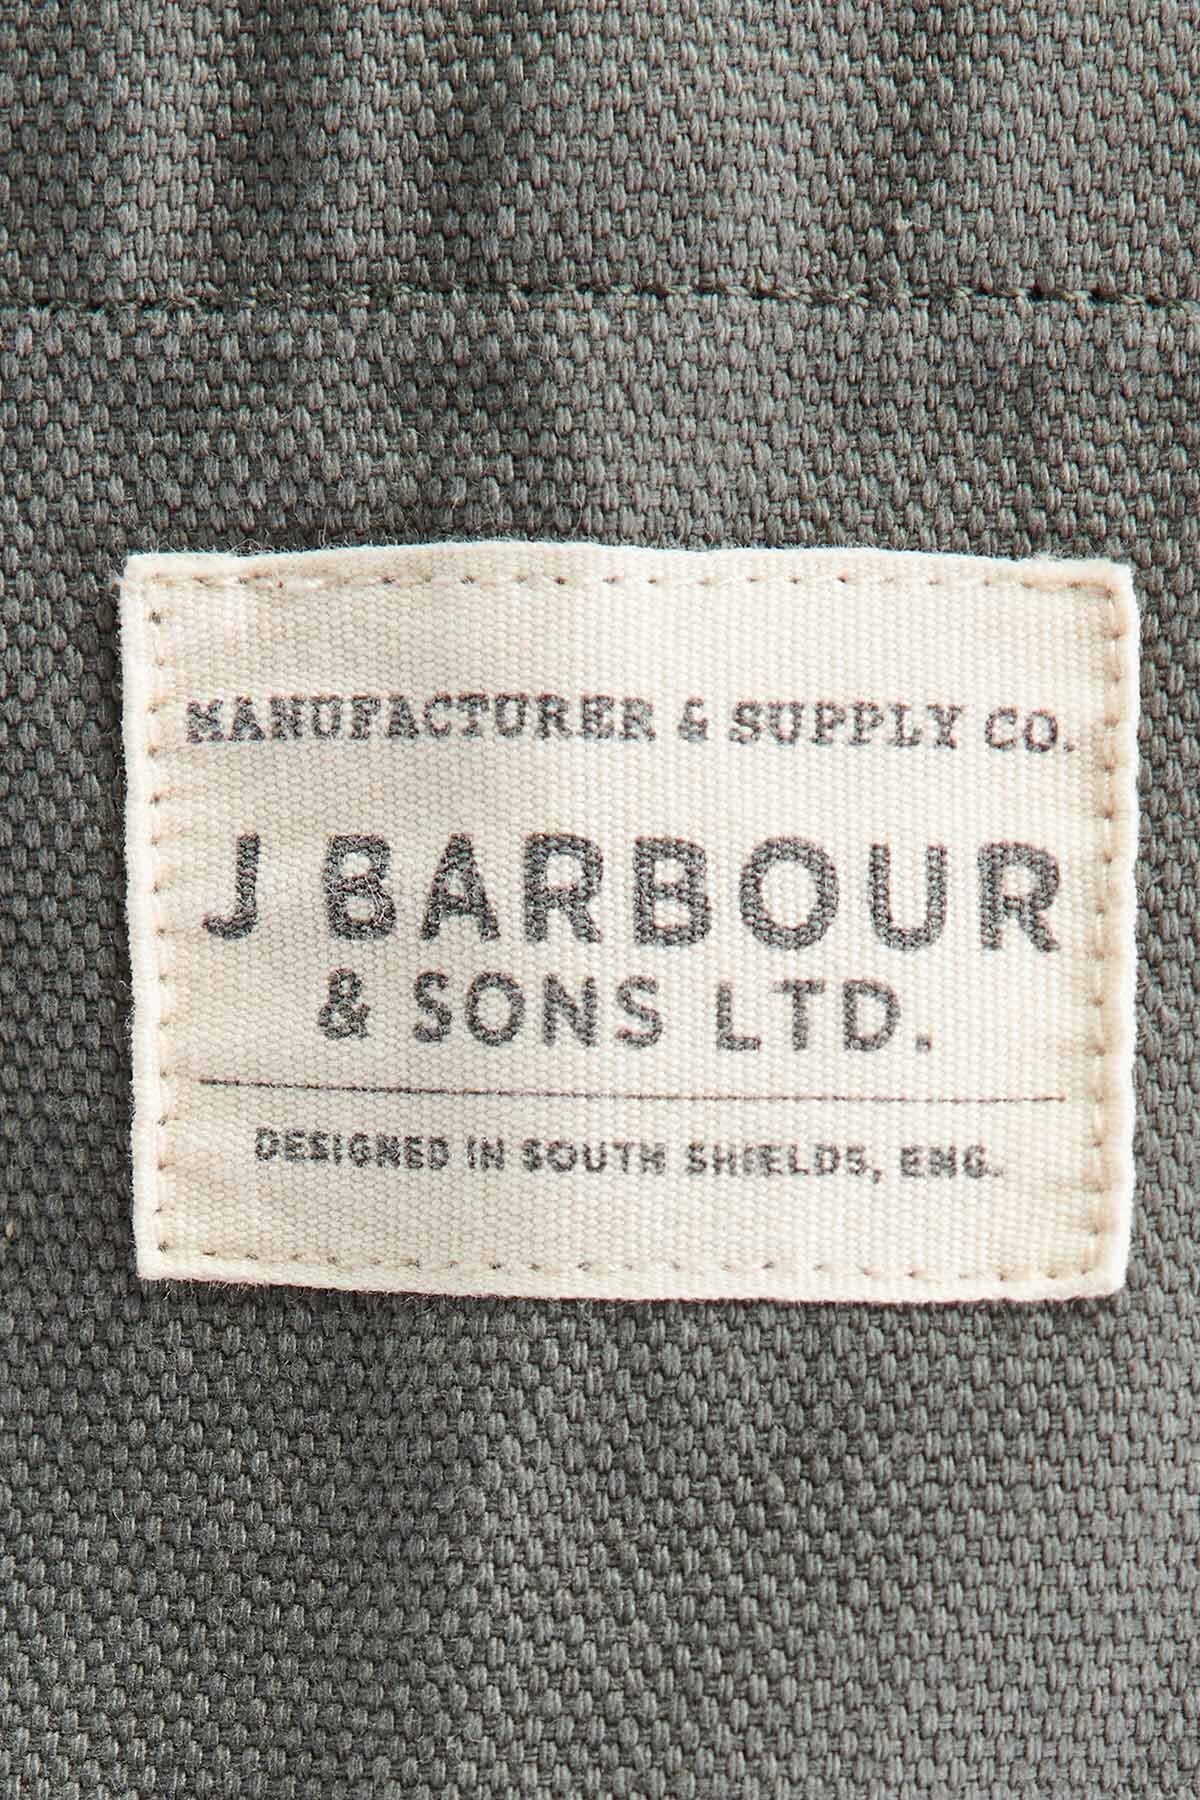 MANUFACTURER & SUPPLY CO.
J BARBOUR
& SONS LTD.
DESIGNED IN SOUTH SHIELDS, ENG.